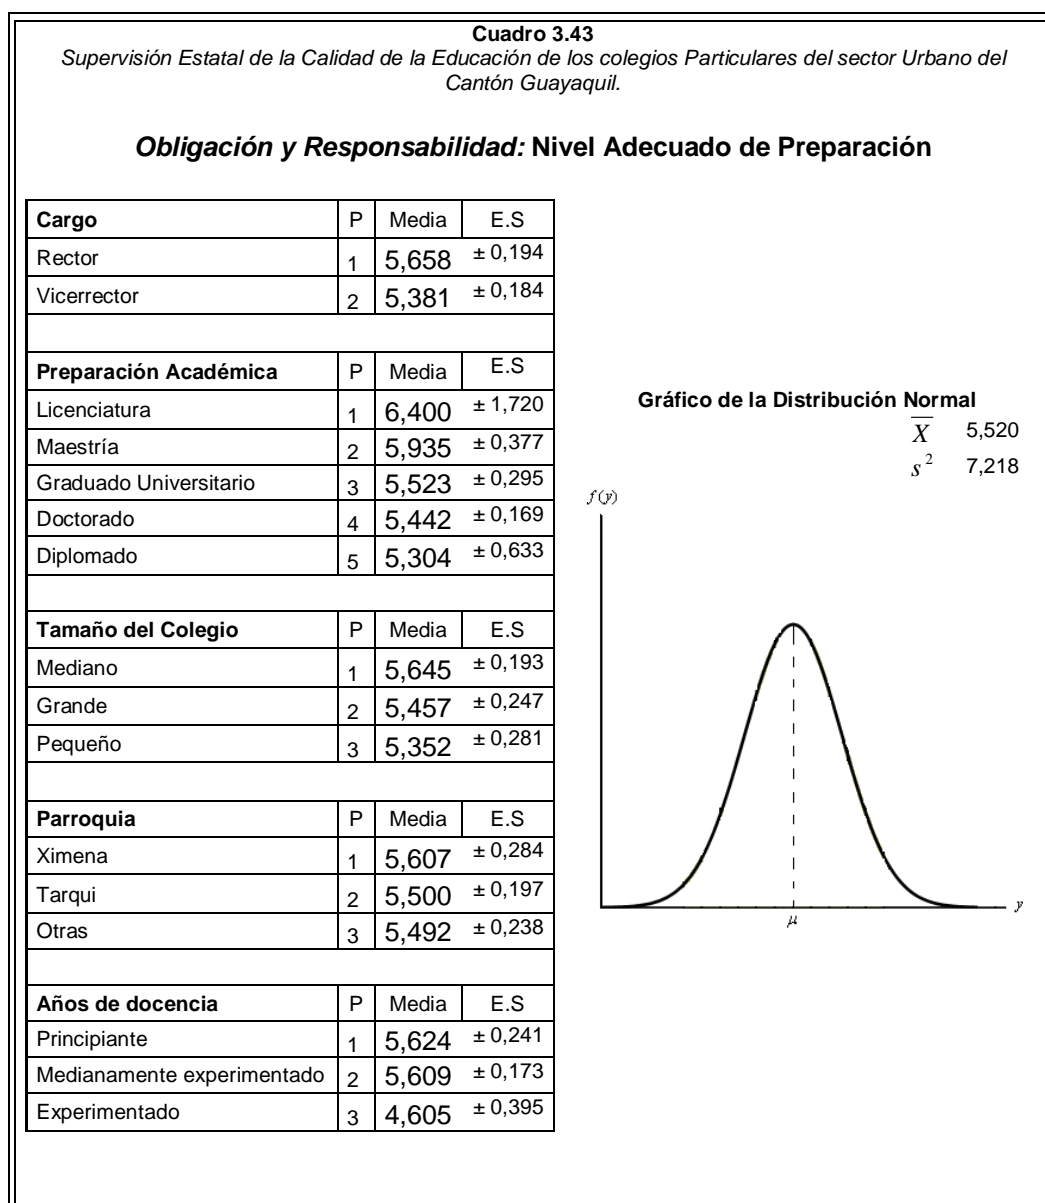 Cuadro 3.43
Supervisión Estatal de la Calidad de la Educación de los colegios Particulares del sector Urbano del
Cantón Guayaquil.
Obligación y Responsabilidad: Nivel Adecuado de Preparación
Cargo P Media E.S
Rector 1 5,658 ± 0,194
Vicerrector 2 5,381 ± 0,184
Preparación Académica P Media E.S
Licenciatura 1 6,400 ± 1,720
Maestría 2 5,935 ± 0,377
Graduado Universitario 3 5,523 ± 0,295
Doctorado 4 5,442 ± 0,169
Diplomado 5 5,304 ± 0,633
Tamaño del Colegio P Media E.S
Mediano 1 5,645 ± 0,193
Grande 2 5,457 ± 0,247
Pequeño 3 5,352 ± 0,281
Parroquia P Media E.S
Ximena 1 5,607 ± 0,284
Tarqui 2 5,500 ± 0,197
Otras 3 5,492 ± 0,238
Años de docencia P Media E.S
Principiante 1 5,624 ± 0,241
Medianamente experimentado 2 5,609 ± 0,173
Experimentado 3 4,605 ± 0,395
Gráfico de la Distribución Normal
X̅ 5,520
s² 7,218
f(y)
y
μ